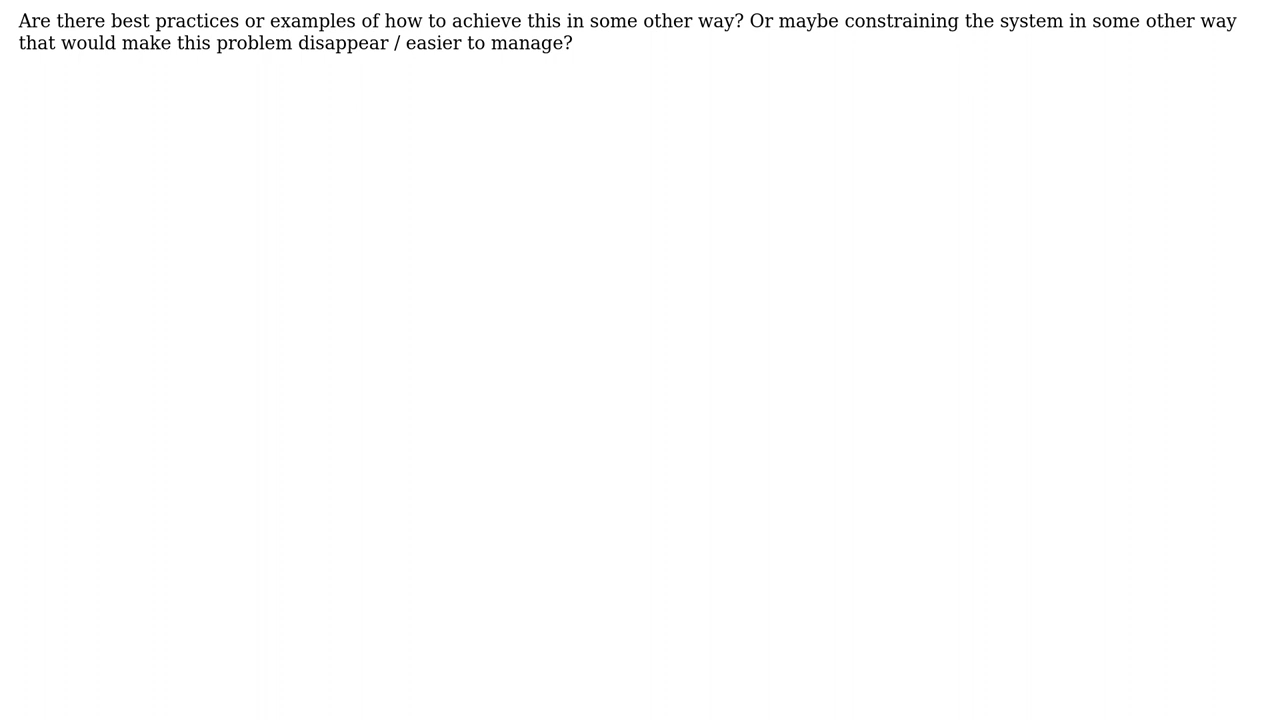 Are there best practices or examples of how to achieve this in some other way? Or maybe constraining the system in some other way
that would make this problem disappear / easier to manage?